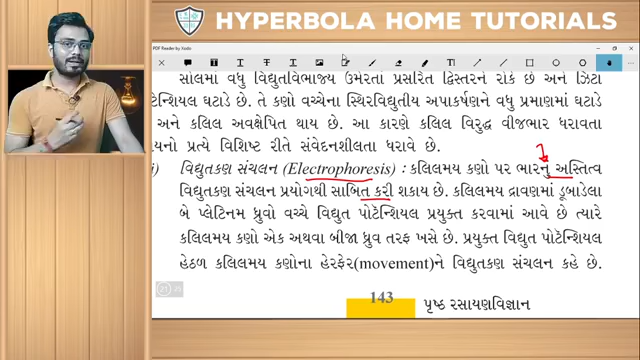 HYPERBOLA HOME TUTORIALS
PDF Reader by Xodo
સોલમાં વધુ વિદ્યુતવિભાજ્ય ઉમેરતાં પ્રસરિત દ્વિસ્તરને રોકે છે અને ઝિટા
ટેન્શિયલ ઘટાડે છે. તે કણો વચ્ચેના સ્થિરવિદ્યુતીય અપાકર્ષણને વધુ પ્રમાણમાં ઘટાડે
અને કલિલ અવક્ષેપિત થાય છે. આ કારણે કલિલ વિરુદ્ધ વીજભાર ધરાવતા
યનો પ્રત્યે વિશિષ્ટ રીતે સંવેદનશીલતા ધરાવે છે.
i) વિદ્યુતકણ સંચલન (Electrophoresis) : કલિલમય કણો પર ભારનું અસ્તિત્વ
વિદ્યુતકણ સંચલન પ્રયોગથી સાબિત કરી શકાય છે. કલિલમય દ્રાવણમાં ડૂબાડેલા
બે પ્લેટિનમ ધ્રુવો વચ્ચે વિદ્યુત પોટૅન્શિયલ પ્રયુક્ત કરવામાં આવે છે ત્યારે
કલિલમય કણો એક અથવા બીજા ધ્રુવ તરફ ખસે છે. પ્રયુક્ત વિદ્યુત પોટૅન્શિયલ
હેઠળ કલિલમય કણોના હેરફેર(movement)ને વિદ્યુતકણ સંચલન કહે છે.
143 પૃષ્ઠ રસાયણવિજ્ઞાન